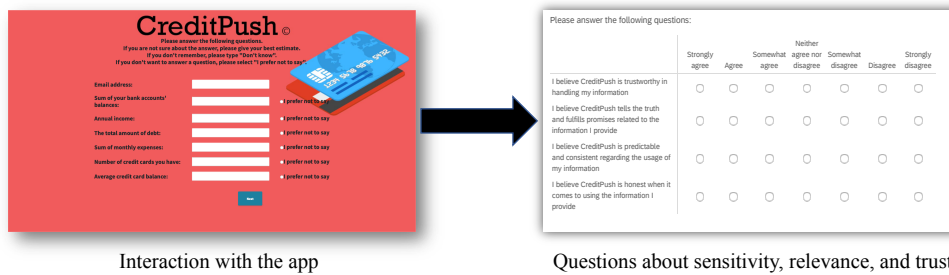 CreditPush ©
Please answer the following questions.
If you are not sure about the answer, please give your best estimate.
If you don't remember, please type "Don't know".
If you don't want to answer a question, please select "I prefer not to say".
Email address:
Sum of your bank accounts'
balances:
I prefer not to say
Annual income:
I prefer not to say
The total amount of debt:
I prefer not to say
Sum of monthly expenses:
I prefer not to say
Number of credit cards you have:
I prefer not to say
Average credit card balance:
I prefer not to say
Interaction with the app
Please answer the following questions:
Strongly agree
Agree
Somewhat agree
Neither agree nor disagree
Somewhat disagree
Disagree
Strongly disagree
I believe CreditPush is trustworthy in
handling my information
I believe CreditPush tells the truth
and fulfills promises related to the
information I provide
I believe CreditPush is predictable
and consistent regarding the usage of
my information
I believe CreditPush is honest when it
comes to using the information I
provide
Questions about sensitivity, relevance, and trust